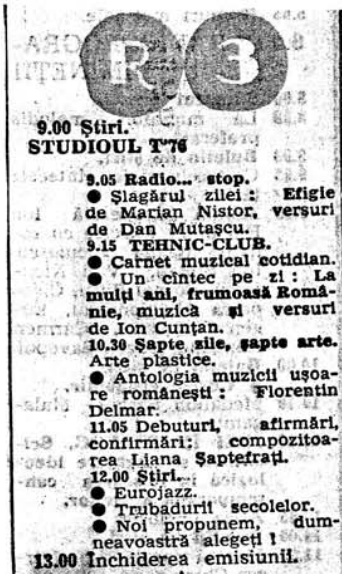 R 3
9.00 Știri.
STUDIOUL T'76
9.05 Radio... stop.
● Șlagărul zilei : Efigie
de Marian Nistor, versuri
de Dan Mutașcu.
9.15 TEHNIC-CLUB.
● Carnet muzical cotidian.
● Un cîntec pe zi : La
mulți ani, frumoasă Româ-
nie, muzică și versuri
de Ion Cunțan.
10.30 Șapte zile, șapte arte.
Arte plastice.
● Antologia muzicii ușoa-
re românești : Florentin
Delmar.
11.05 Debuturi, afirmări,
confirmări: compozitoa-
rea Liana Șaptefrați.
12.00 Știri.
● Eurojazz.
● Trubadurii secolelor.
● Noi propunem, dum-
neavoastră alegeți !
13.00 Închiderea emisiunii.